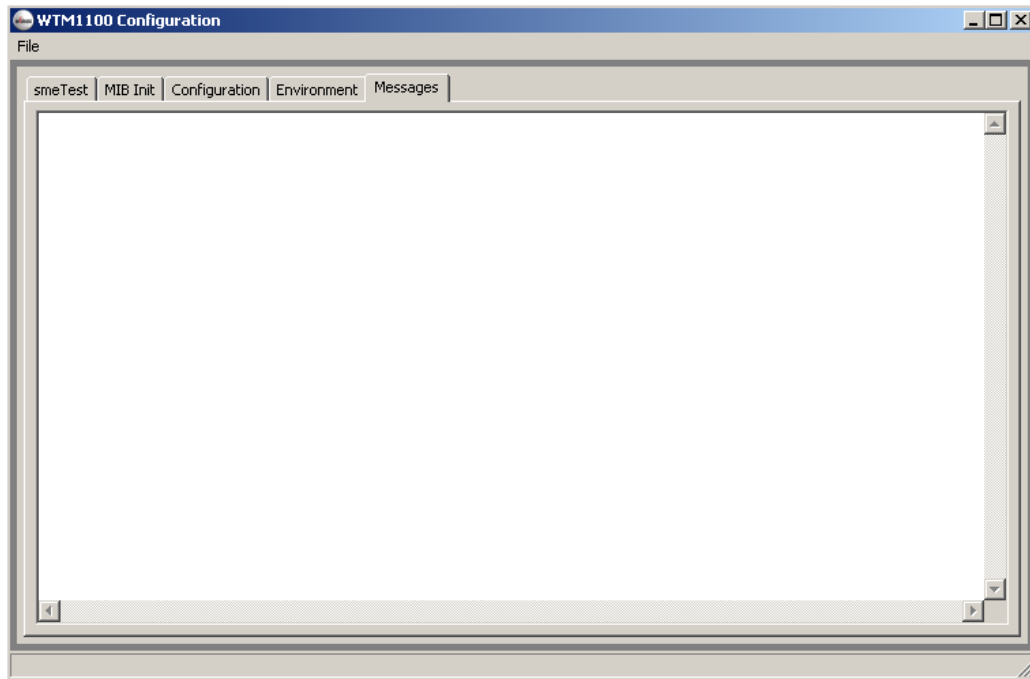 WTM1100 Configuration
File
smeTest MIB Init Configuration Environment Messages